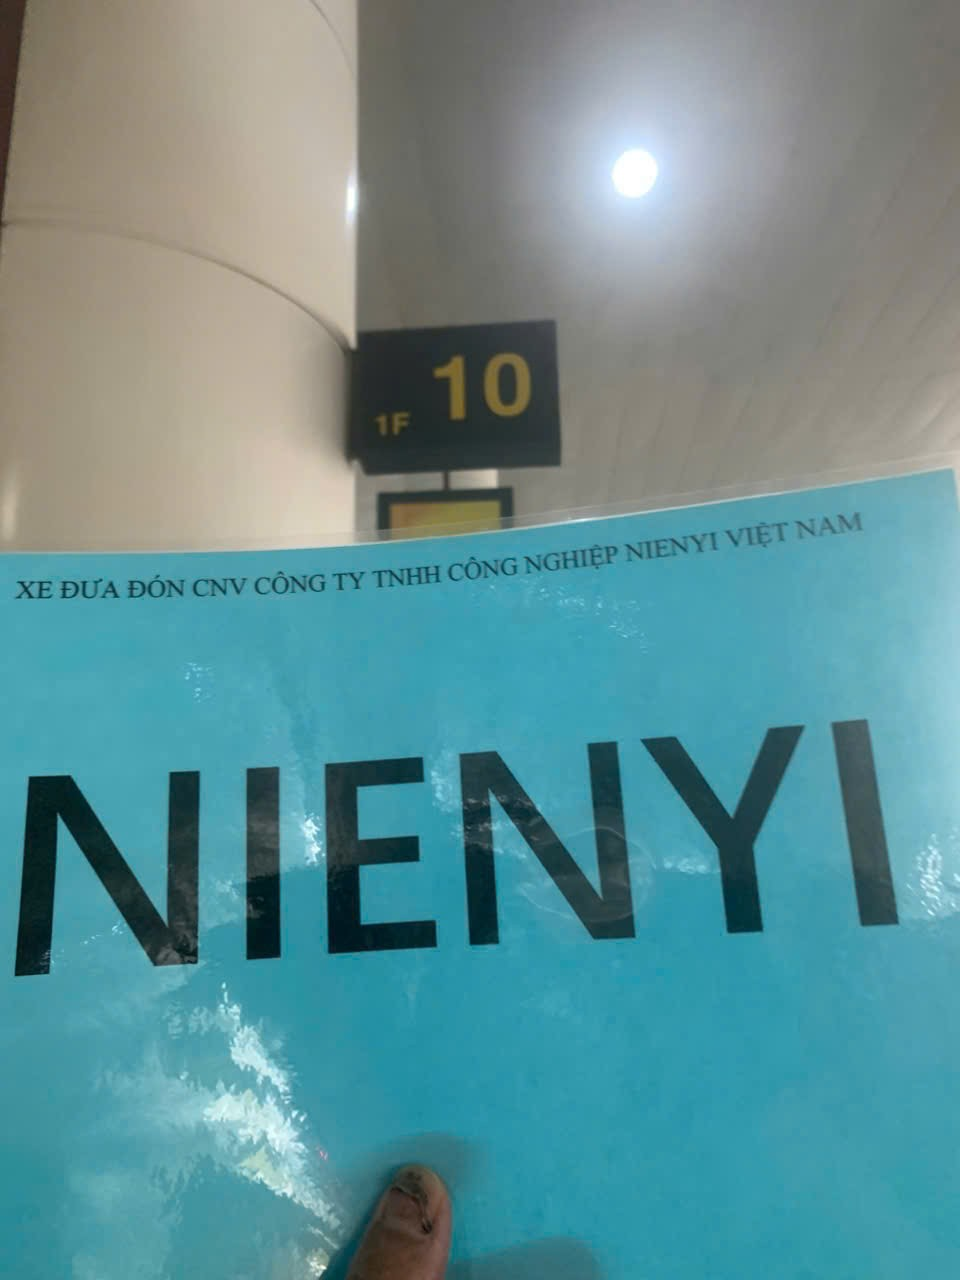 1F 10
XE ĐƯA ĐÓN CNV CÔNG TY TNHH CÔNG NGHIỆP NIENYI VIỆT NAM
NIENYI